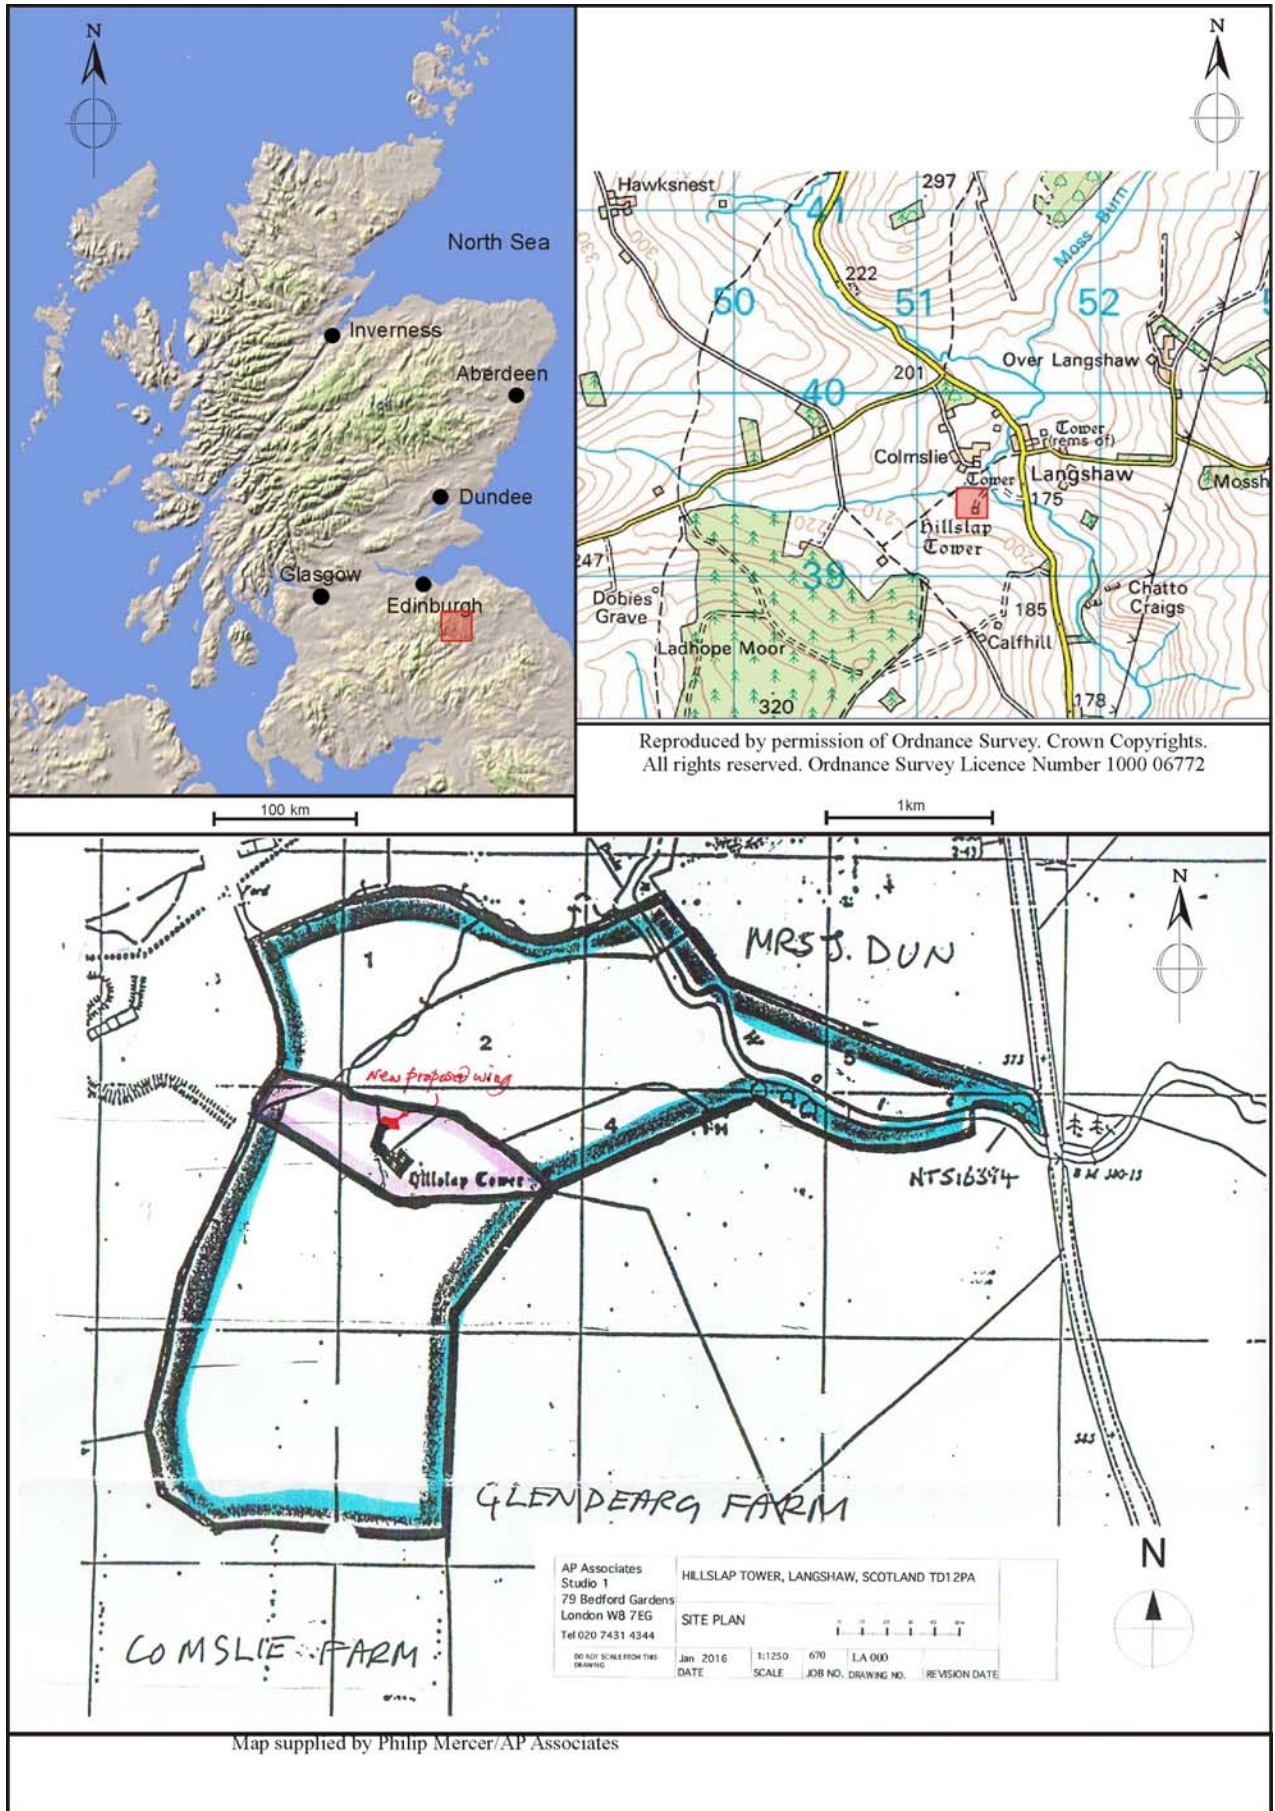 N
North Sea
Inverness
Aberdeen
Dundee
Glasgow
Edinburgh
100 km
N
Hawksnest
297
41
Moss Burn
330
300
222
50
51
52
Over Langshaw
201
40
Tower
(rems of)
Colmslie
Langshaw
Tower
Mossh
175
210
220
Hillslap
Tower
200
247
39
Chatto
Craigs
Dobies
Grave
185
Calfhill
Ladhope Moor
178
320
Reproduced by permission of Ordnance Survey. Crown Copyrights.
All rights reserved. Ordnance Survey Licence Number 1000 06772
1km
N
MRS J. DUN
1
2
5
New proposed wing
4
Hillslap Tower
NT516394
GLENDEARG FARM
COMSLIE FARM
N
AP Associates
Studio 1
79 Bedford Gardens
London W8 7EG
Tel 020 7431 4344
DO NOT SCALE FROM THIS
DRAWING
HILLSLAP TOWER, LANGSHAW, SCOTLAND TD12PA
SITE PLAN
Jan 2016
DATE
1:1250
SCALE
670
JOB NO.
LA 000
DRAWING NO.
REVISION DATE
Map supplied by Philip Mercer/AP Associates